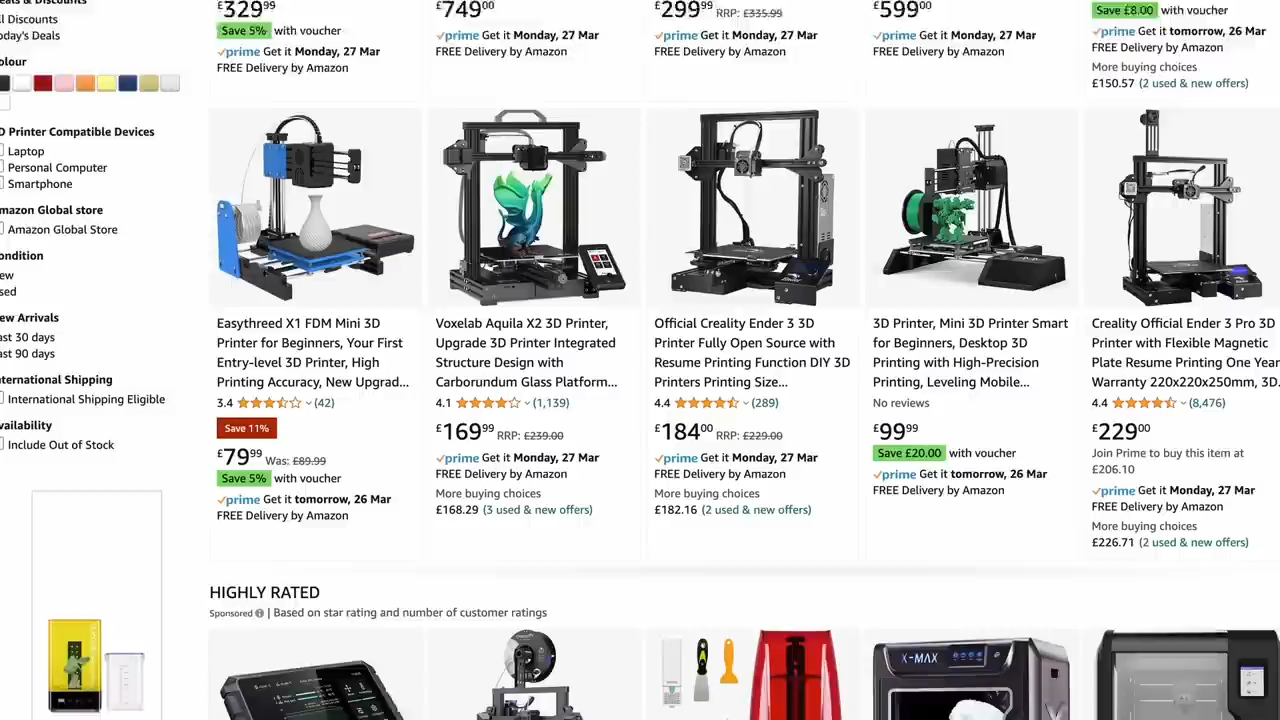 eals & Discounts
ll Discounts
oday's Deals
olour
D Printer Compatible Devices
Laptop
Personal Computer
Smartphone
mazon Global store
Amazon Global Store
ondition
ew
sed
ew Arrivals
ast 30 days
ast 90 days
nternational Shipping
International Shipping Eligible
vailability
Include Out of Stock
£329.99
Save 5% with voucher
prime Get it Monday, 27 Mar
FREE Delivery by Amazon
£749.00
prime Get it Monday, 27 Mar
FREE Delivery by Amazon
£299.99 RRP: £335.99
prime Get it Monday, 27 Mar
FREE Delivery by Amazon
£599.00
prime Get it Monday, 27 Mar
FREE Delivery by Amazon
Save £8.00 with voucher
prime Get it tomorrow, 26 Mar
FREE Delivery by Amazon
More buying choices
£150.57 (2 used & new offers)
Easythreed X1 FDM Mini 3D
Printer for Beginners, Your First
Entry-level 3D Printer, High
Printing Accuracy, New Upgrad...
3.4 (42)
Save 11%
£79.99 Was: £89.99
Save 5% with voucher
prime Get it tomorrow, 26 Mar
FREE Delivery by Amazon
Voxelab Aquila X2 3D Printer,
Upgrade 3D Printer Integrated
Structure Design with
Carborundum Glass Platform...
4.1 (1,139)
£169.99 RRP: £239.00
prime Get it Monday, 27 Mar
FREE Delivery by Amazon
More buying choices
£168.29 (3 used & new offers)
Official Creality Ender 3 3D
Printer Fully Open Source with
Resume Printing Function DIY 3D
Printers Printing Size...
4.4 (289)
£184.00 RRP: £229.00
prime Get it Monday, 27 Mar
FREE Delivery by Amazon
More buying choices
£182.16 (2 used & new offers)
3D Printer, Mini 3D Printer Smart
for Beginners, Desktop 3D
Printing with High-Precision
Printing, Leveling Mobile...
No reviews
£99.99
Save £20.00 with voucher
prime Get it tomorrow, 26 Mar
FREE Delivery by Amazon
Creality Official Ender 3 Pro 3D
Printer with Flexible Magnetic
Plate Resume Printing One Year
Warranty 220x220x250mm, 3D.
4.4 (8,476)
£229.00
Join Prime to buy this item at
£206.10
prime Get it Monday, 27 Mar
FREE Delivery by Amazon
More buying choices
£226.71 (2 used & new offers)
HIGHLY RATED
Sponsored | Based on star rating and number of customer ratings
X-MAX